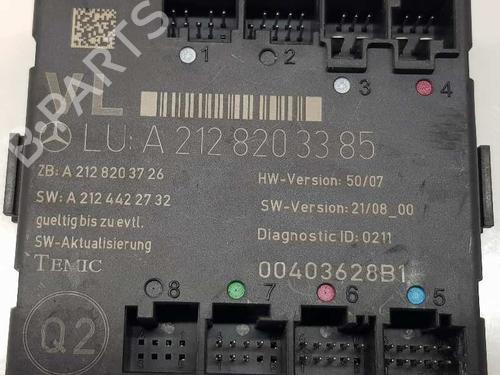 1 2 3 4
VL
LU: A 212 820 33 85
ZB: A 212 820 37 26
HW-Version: 50/07
SW: A 212 442 27 32
SW-Version: 21/08_00
gueltig bis zu evtl.
SW-Aktualisierung
Diagnostic ID: 0211
TEMIC
00403628B1
8 7 6 5
Q2
B-PARTS